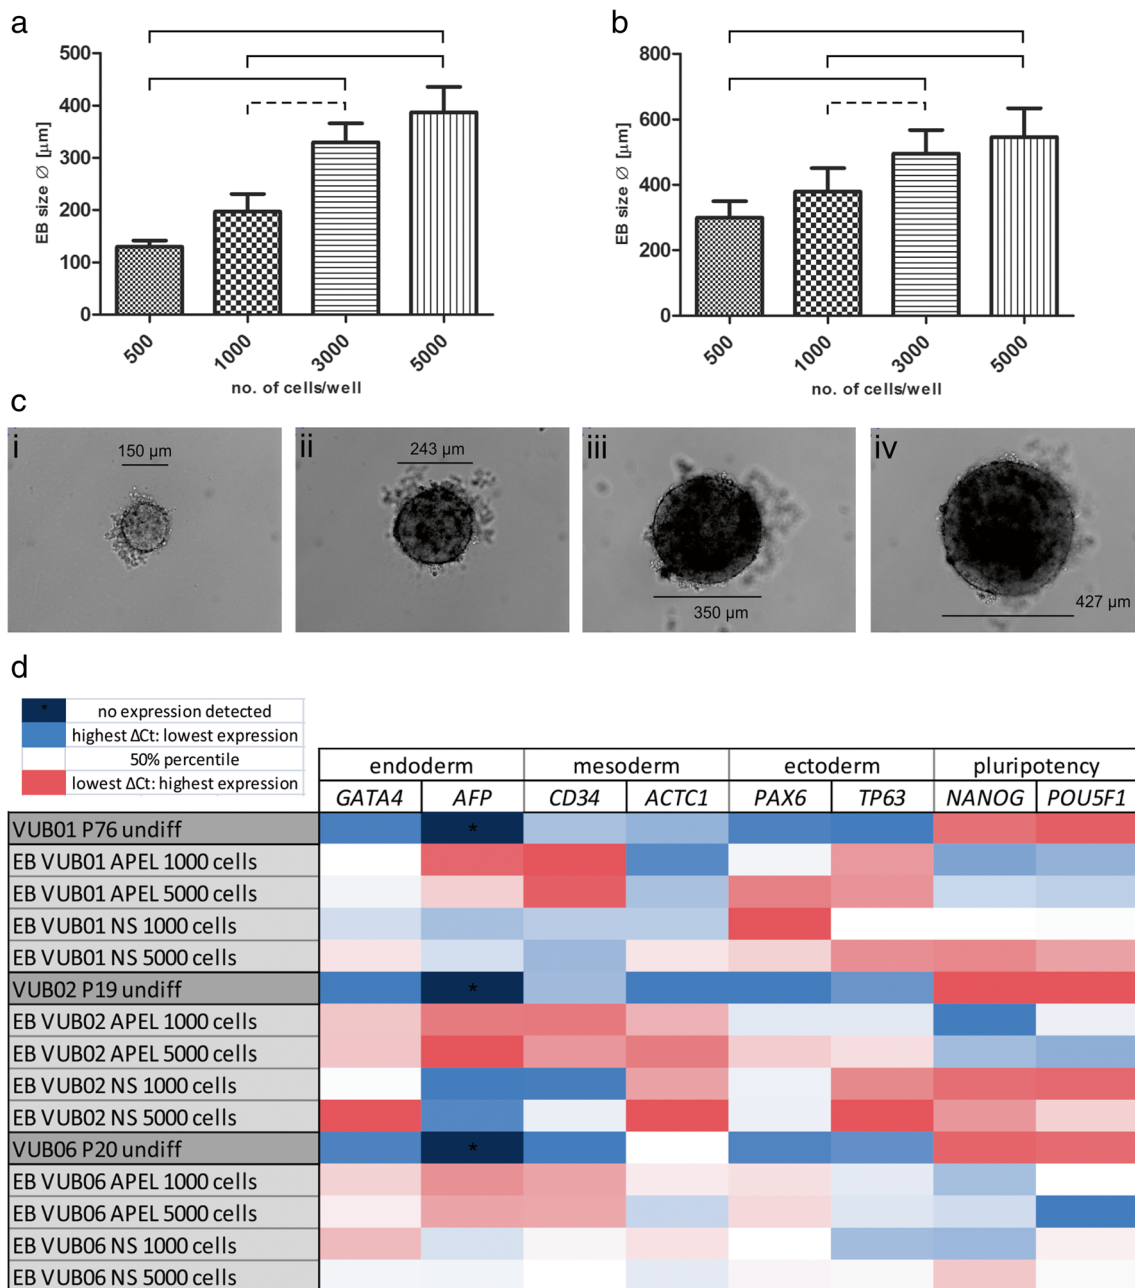 a
EB size Ø [µm]
500
400
300
200
100
0
500
1000
3000
5000
no. of cells/well
b
EB size Ø [µm]
800
600
400
200
0
500
1000
3000
5000
no. of cells/well
c
i
150 µm
ii
243 µm
iii
350 µm
iv
427 µm
d
* no expression detected
highest ΔCt: lowest expression
50% percentile
lowest ΔCt: highest expression
endoderm mesoderm ectoderm pluripotency
GATA4 AFP CD34 ACTC1 PAX6 TP63 NANOG POU5F1
VUB01 P76 undiff *
EB VUB01 APEL 1000 cells
EB VUB01 APEL 5000 cells
EB VUB01 NS 1000 cells
EB VUB01 NS 5000 cells
VUB02 P19 undiff *
EB VUB02 APEL 1000 cells
EB VUB02 APEL 5000 cells
EB VUB02 NS 1000 cells
EB VUB02 NS 5000 cells
VUB06 P20 undiff *
EB VUB06 APEL 1000 cells
EB VUB06 APEL 5000 cells
EB VUB06 NS 1000 cells
EB VUB06 NS 5000 cells